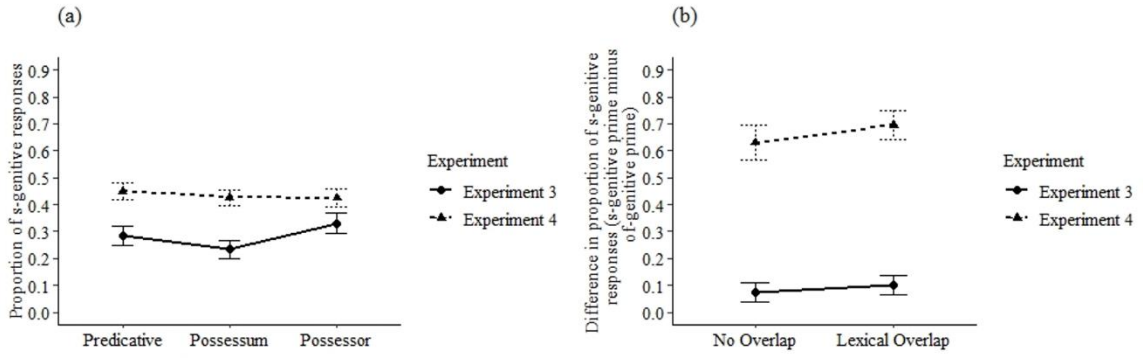 (a)
Proportion of s-genitive responses
0.9
0.8
0.7
0.6
0.5
0.4
0.3
0.2
0.1
0.0
Predicative Possessum Possessor
Experiment
Experiment 3
Experiment 4
(b)
Difference in proportion of s-genitive
responses (s-genitive prime minus
of-genitive prime)
0.9
0.8
0.7
0.6
0.5
0.4
0.3
0.2
0.1
0.0
No Overlap Lexical Overlap
Experiment
Experiment 3
Experiment 4